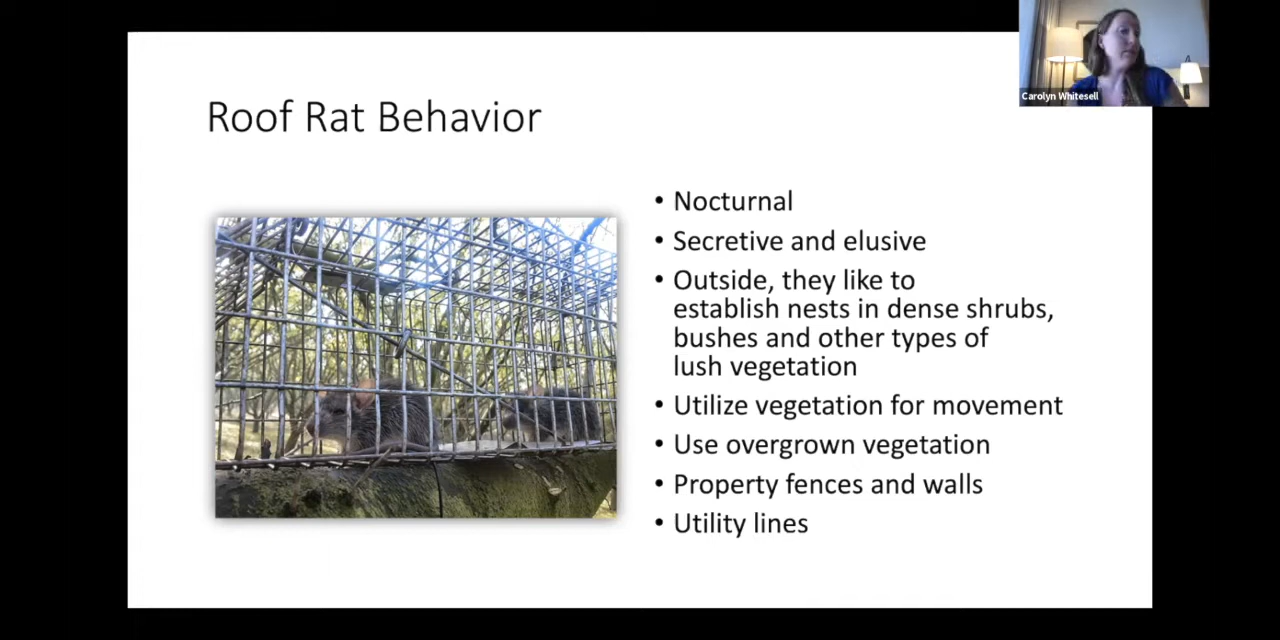 Carolyn Whitesell
Roof Rat Behavior
• Nocturnal
• Secretive and elusive
• Outside, they like to
establish nests in dense shrubs,
bushes and other types of
lush vegetation
• Utilize vegetation for movement
• Use overgrown vegetation
• Property fences and walls
• Utility lines